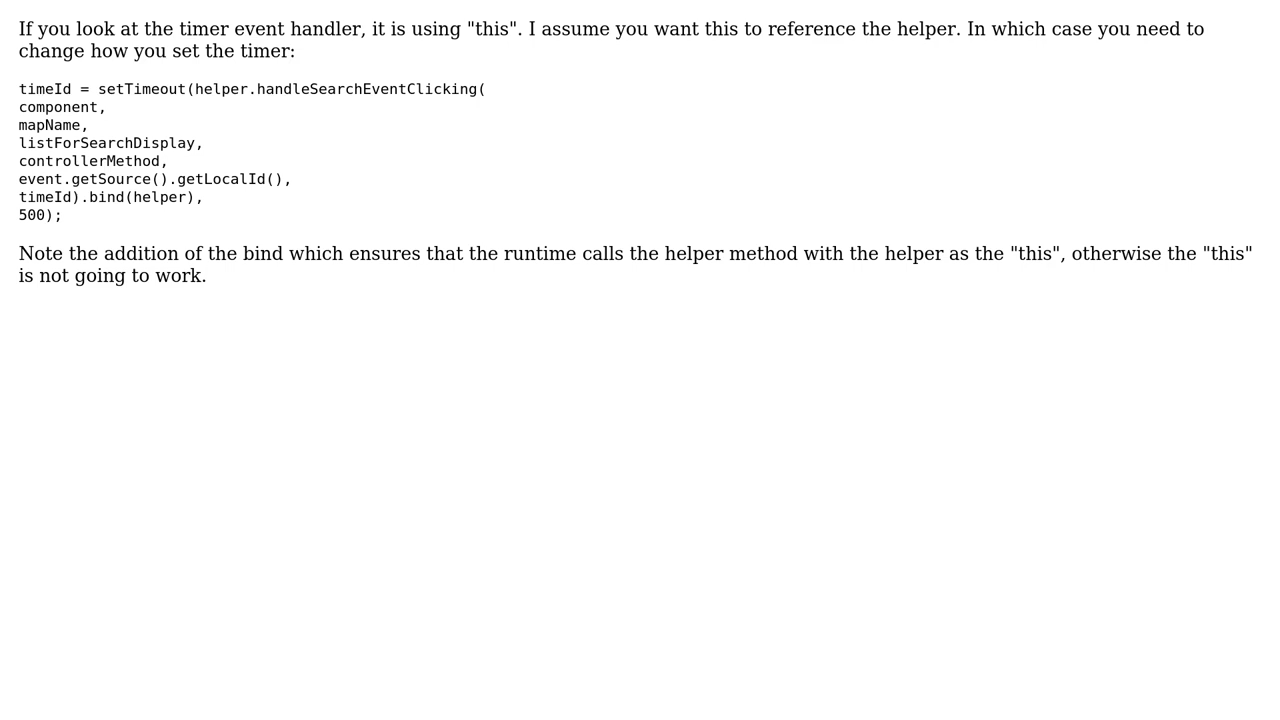 If you look at the timer event handler, it is using "this". I assume you want this to reference the helper. In which case you need to
change how you set the timer:
timeId = setTimeout(helper.handleSearchEventClicking(
component,
mapName,
listForSearchDisplay,
controllerMethod,
event.getSource().getLocalId(),
timeId).bind(helper),
500);
Note the addition of the bind which ensures that the runtime calls the helper method with the helper as the "this", otherwise the "this"
is not going to work.